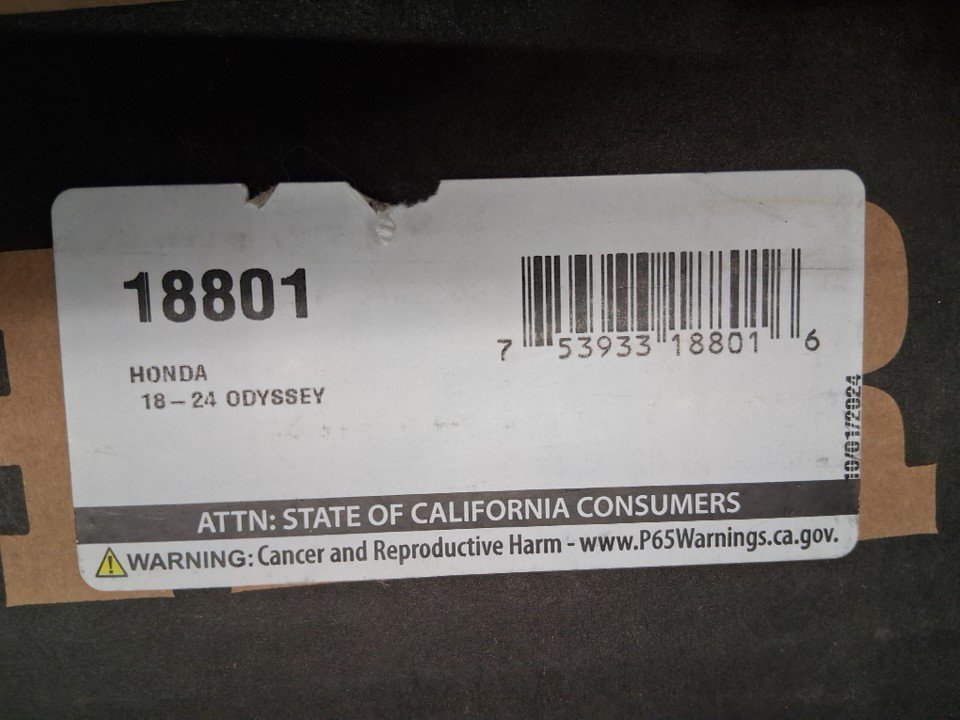 18801
HONDA
18-24 ODYSSEY
7 53933 18801 6
10/01/2024
ATTN: STATE OF CALIFORNIA CONSUMERS
WARNING: Cancer and Reproductive Harm - www.P65Warnings.ca.gov.